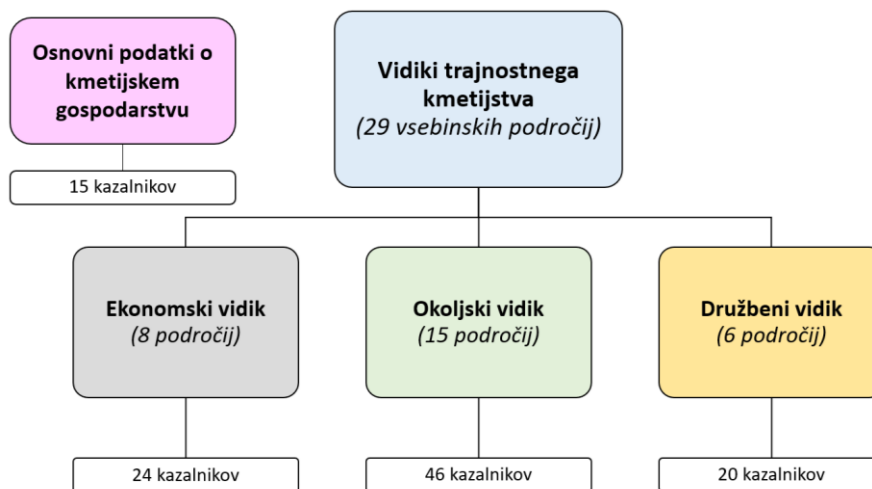 Osnovni podatki o
kmetijskem
gospodarstvu
15 kazalnikov
Vidiki trajnostnega
kmetijstva
(29 vsebinskih področij)
Ekonomski vidik
(8 področij)
24 kazalnikov
Okoljski vidik
(15 področij)
46 kazalnikov
Družbeni vidik
(6 področij)
20 kazalnikov